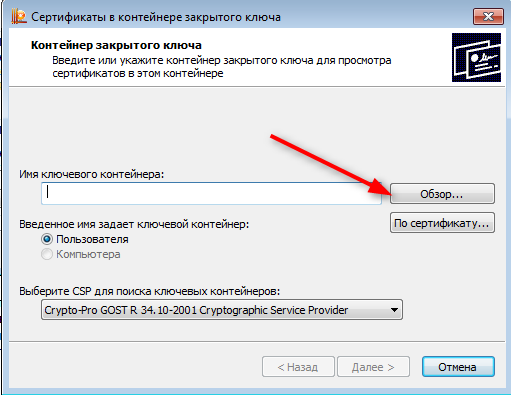 Сертификаты в контейнере закрытого ключа
Контейнер закрытого ключа
Введите или укажите контейнер закрытого ключа для просмотра
сертификатов в этом контейнере
Имя ключевого контейнера:
Обзор...
По сертификату...
Введенное имя задает ключевой контейнер:
Пользователя
Компьютера
Выберите CSP для поиска ключевых контейнеров:
Crypto-Pro GOST R 34.10-2001 Cryptographic Service Provider
< Назад
Далее >
Отмена